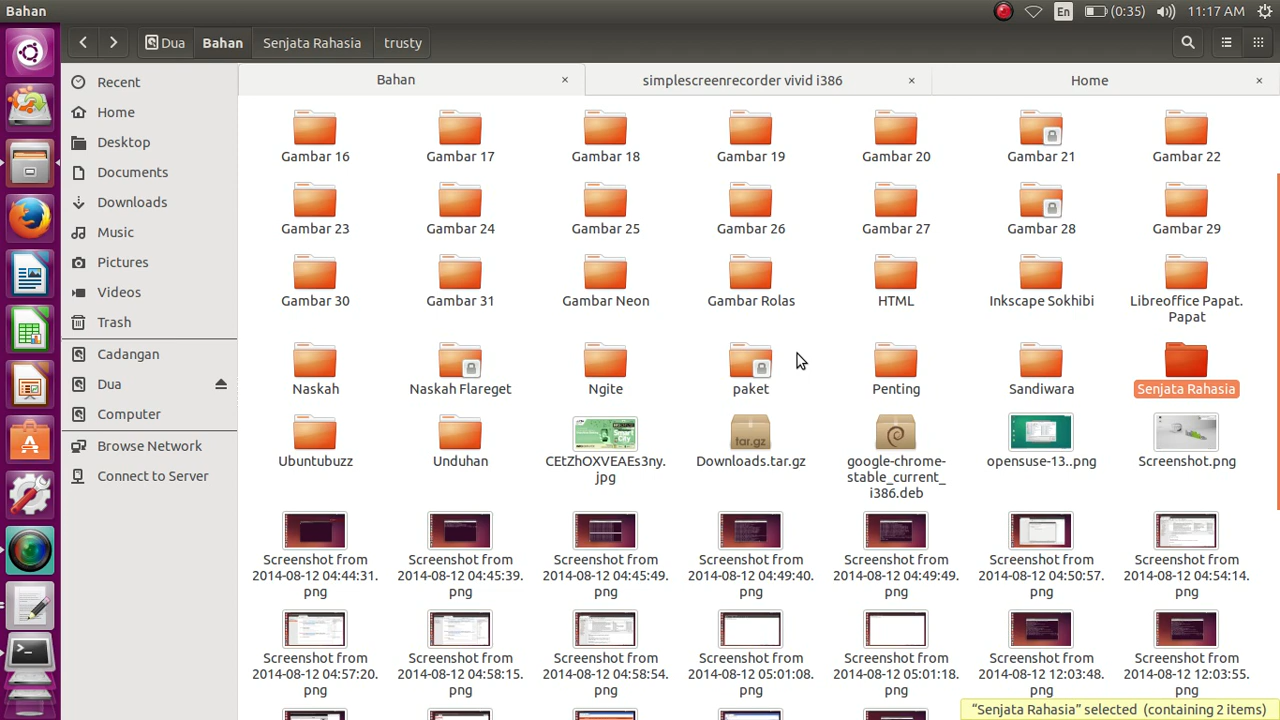 Bahan
En
(0:35)
11:17 AM
Dua
Bahan
Senjata Rahasia
trusty
Recent
Home
Desktop
Documents
Downloads
Music
Pictures
Videos
Trash
Cadangan
Dua
Computer
Browse Network
Connect to Server
Bahan
simplescreenrecorder vivid i386
Home
Gambar 16
Gambar 17
Gambar 18
Gambar 19
Gambar 20
Gambar 21
Gambar 22
Gambar 23
Gambar 24
Gambar 25
Gambar 26
Gambar 27
Gambar 28
Gambar 29
Gambar 30
Gambar 31
Gambar Neon
Gambar Rolas
HTML
Inkscape Sokhibi
Libreoffice Papat.
Papat
Naskah
Naskah Flareget
Ngite
paket
Penting
Sandiwara
Senjata Rahasia
Ubuntubuzz
Unduhan
CEtZhOXVEAEs3ny.
jpg
tar.gz
Downloads.tar.gz
google-chrome-
stable_current_
i386.deb
opensuse-13..png
Screenshot.png
Screenshot from
2014-08-12 04:44:31.
png
Screenshot from
2014-08-12 04:45:39.
png
Screenshot from
2014-08-12 04:45:49.
png
Screenshot from
2014-08-12 04:49:40.
png
Screenshot from
2014-08-12 04:49:49.
png
Screenshot from
2014-08-12 04:50:57.
png
Screenshot from
2014-08-12 04:54:14.
png
Screenshot from
2014-08-12 04:57:20.
png
Screenshot from
2014-08-12 04:58:15.
png
Screenshot from
2014-08-12 04:58:54.
png
Screenshot from
2014-08-12 05:01:08.
png
Screenshot from
2014-08-12 05:01:18.
png
Screenshot from
2014-08-12 12:03:48.
png
Screenshot from
2014-08-12 12:03:55.
png
“Senjata Rahasia” selected (containing 2 items)